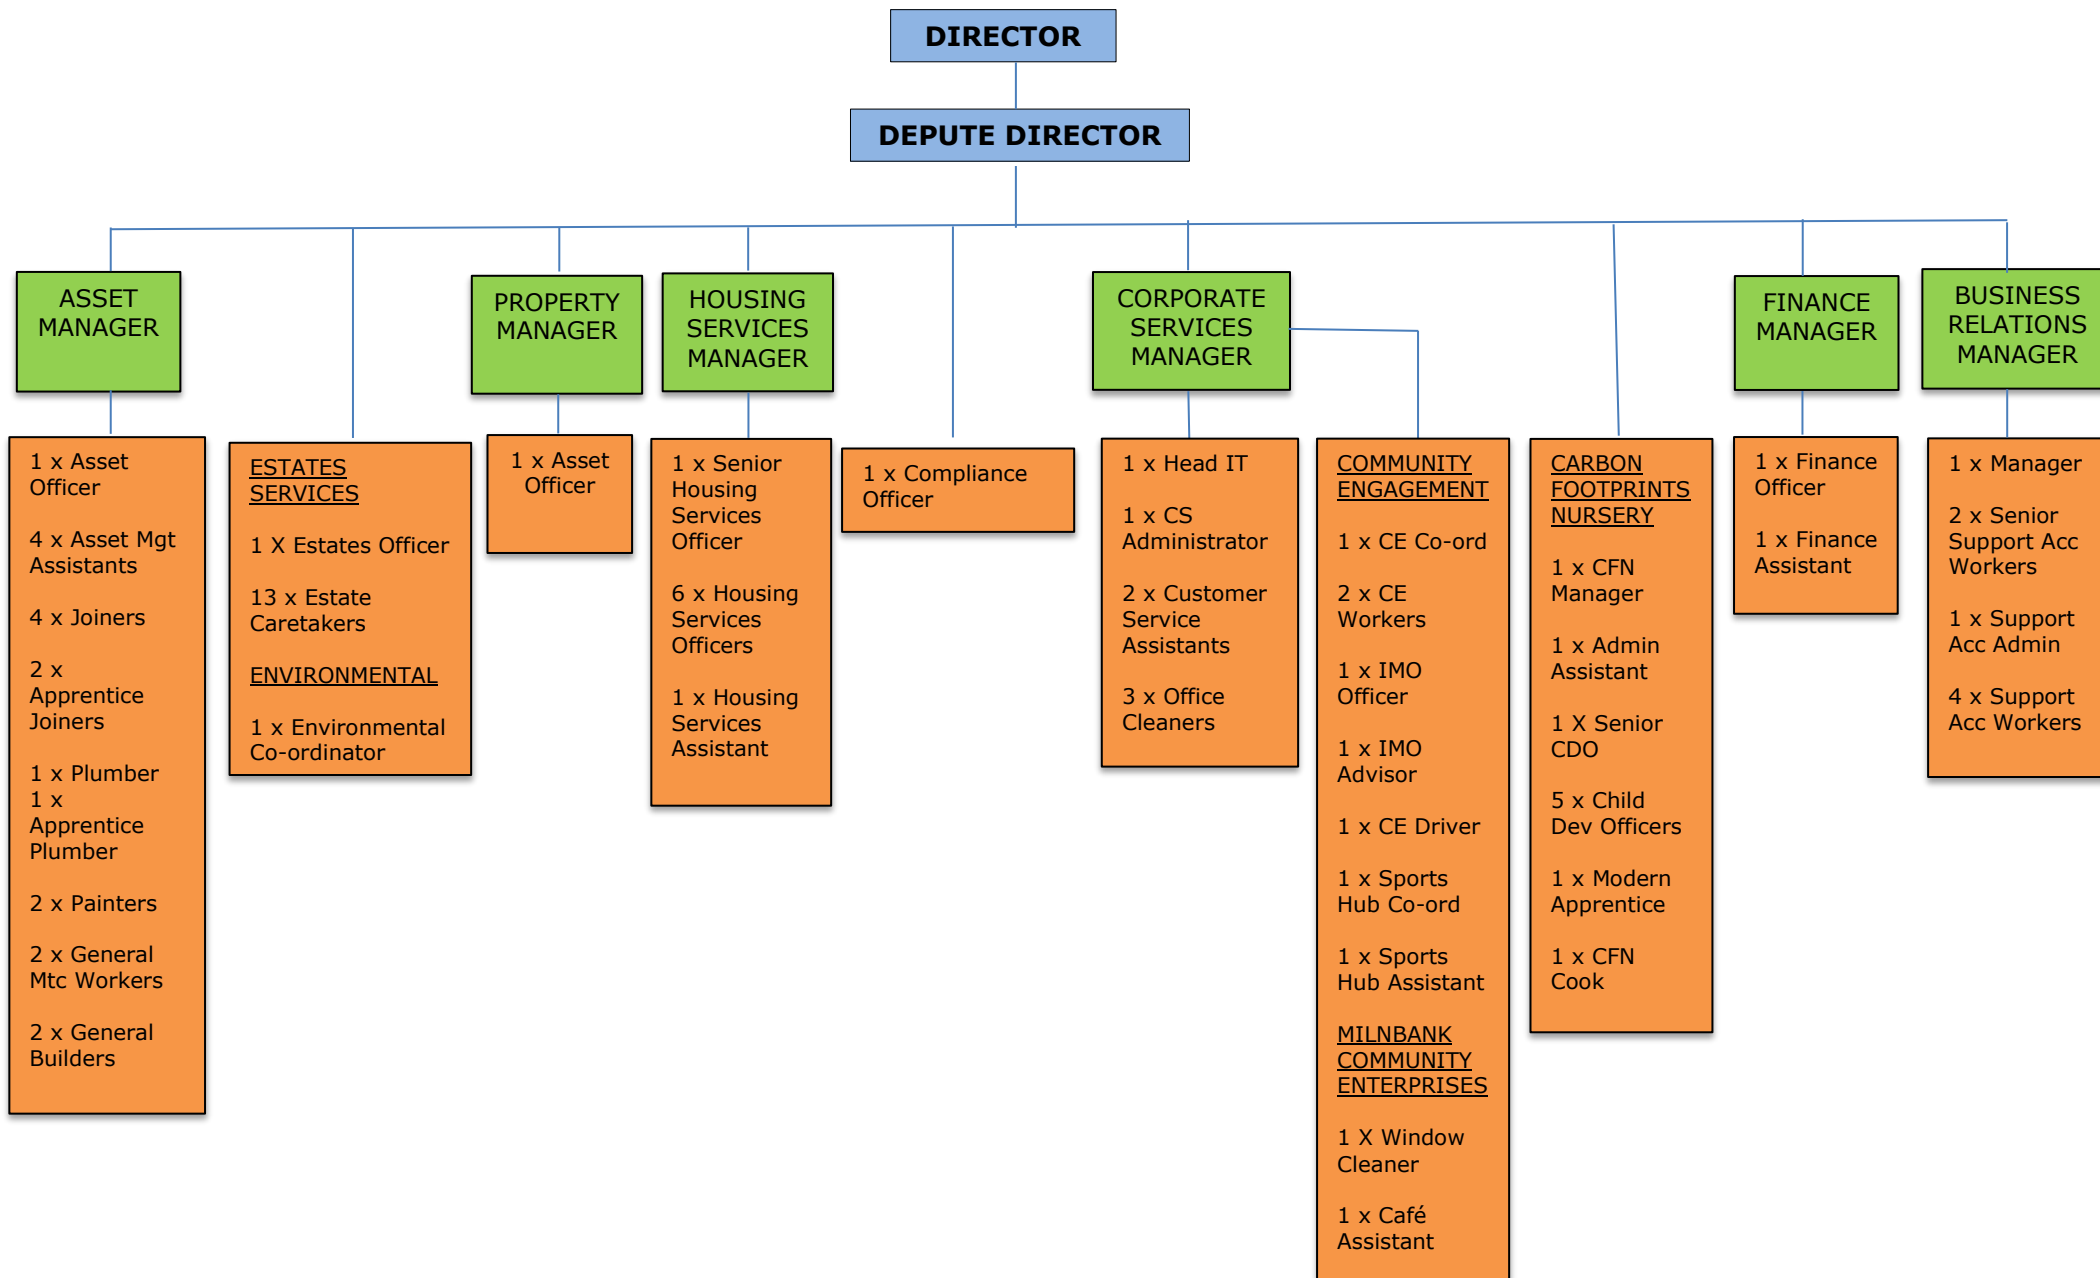 DIRECTOR
DEPUTE DIRECTOR
ASSET
MANAGER
PROPERTY
MANAGER
HOUSING
SERVICES
MANAGER
CORPORATE
SERVICES
MANAGER
FINANCE
MANAGER
BUSINESS
RELATIONS
MANAGER
1 x Asset
Officer
4 x Asset Mgt
Assistants
4 x Joiners
2 x
Apprentice
Joiners
1 x Plumber
1 x
Apprentice
Plumber
2 x Painters
2 x General
Mtc Workers
2 x General
Builders
ESTATES
SERVICES
1 X Estates Officer
13 x Estate
Caretakers
ENVIRONMENTAL
1 x Environmental
Co-ordinator
1 x Asset
Officer
1 x Senior
Housing
Services
Officer
6 x Housing
Services
Officers
1 x Housing
Services
Assistant
1 x Compliance
Officer
1 x Head IT
1 x CS
Administrator
2 x Customer
Service
Assistants
3 x Office
Cleaners
COMMUNITY
ENGAGEMENT
1 x CE Co-ord
2 x CE
Workers
1 x IMO
Officer
1 x IMO
Advisor
1 x CE Driver
1 x Sports
Hub Co-ord
1 x Sports
Hub Assistant
MILNBANK
COMMUNITY
ENTERPRISES
1 X Window
Cleaner
1 x Café
Assistant
CARBON
FOOTPRINTS
NURSERY
1 x CFN
Manager
1 x Admin
Assistant
1 X Senior
CDO
5 x Child
Dev Officers
1 x Modern
Apprentice
1 x CFN
Cook
1 x Finance
Officer
1 x Finance
Assistant
1 x Manager
2 x Senior
Support Acc
Workers
1 x Support
Acc Admin
4 x Support
Acc Workers